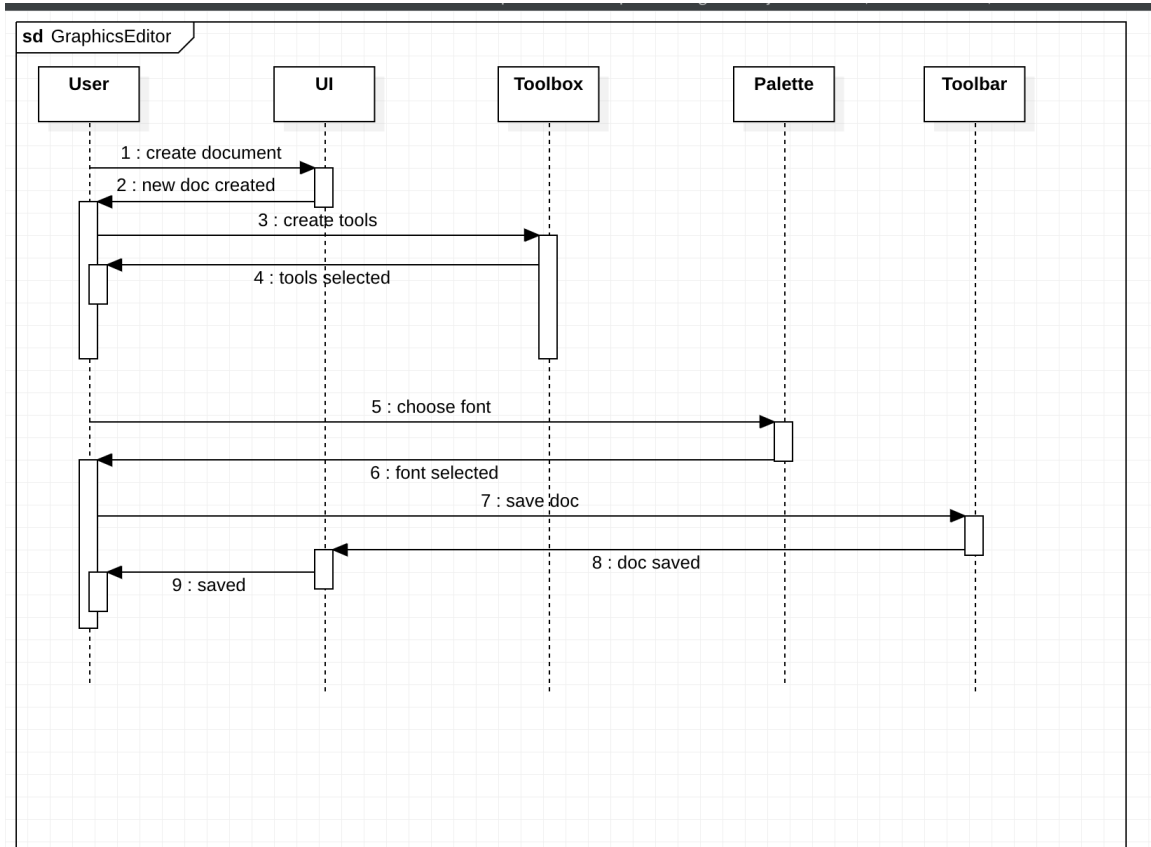 sd GraphicsEditor
User
UI
Toolbox
Palette
Toolbar
1 : create document
2 : new doc created
3 : create tools
4 : tools selected
5 : choose font
6 : font selected
7 : save doc
8 : doc saved
9 : saved